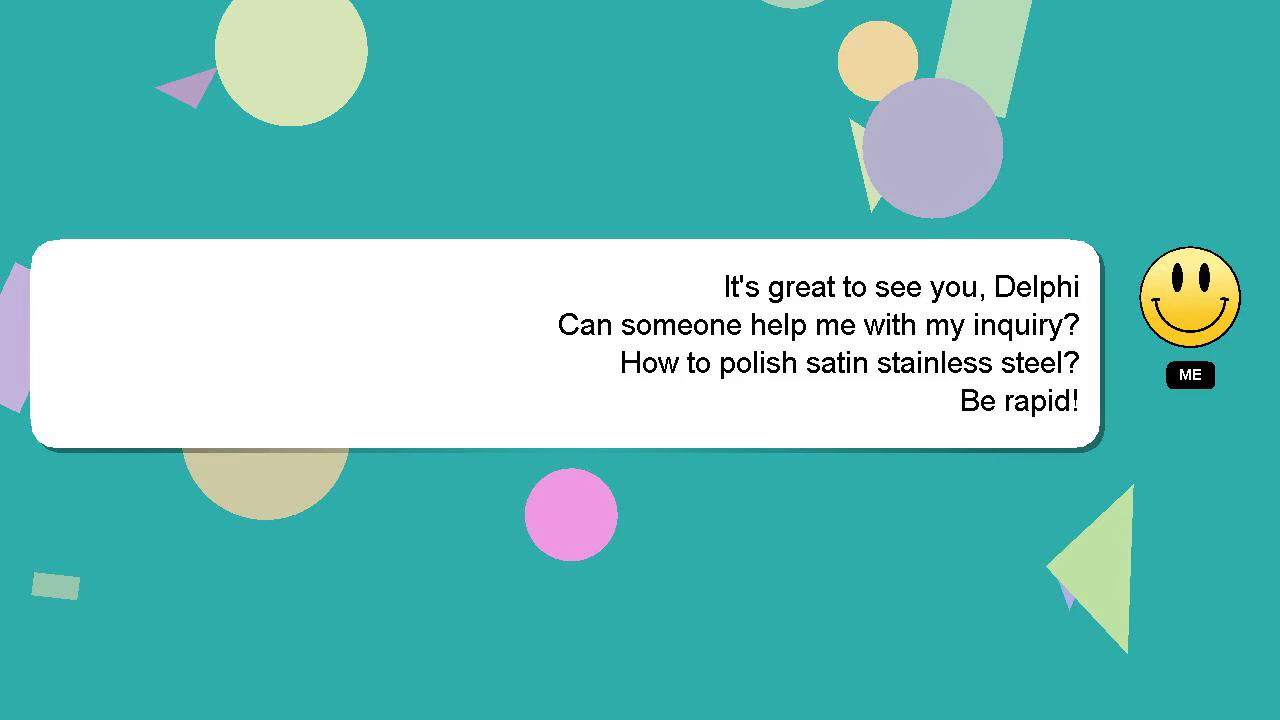 It's great to see you, Delphi
Can someone help me with my inquiry?
How to polish satin stainless steel?
Be rapid!
ME